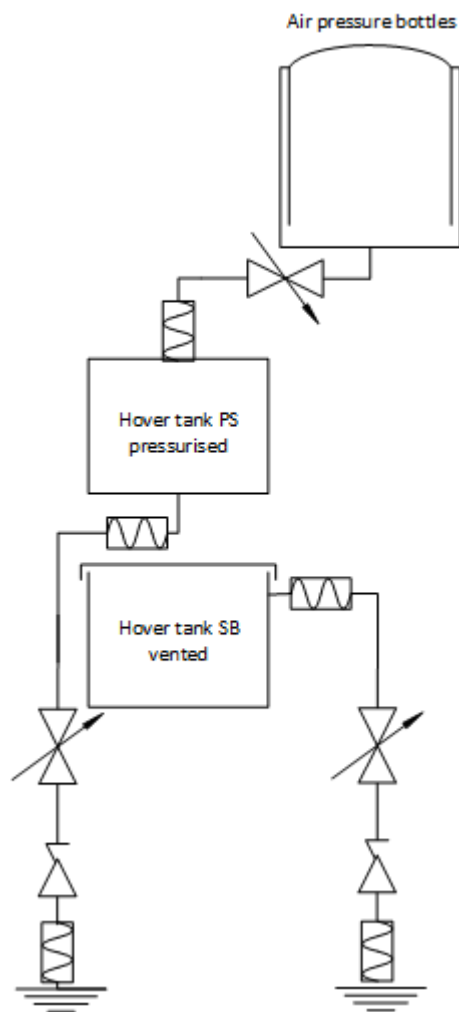 Air pressure bottles
Hover tank PS
pressurised
Hover tank SB
vented